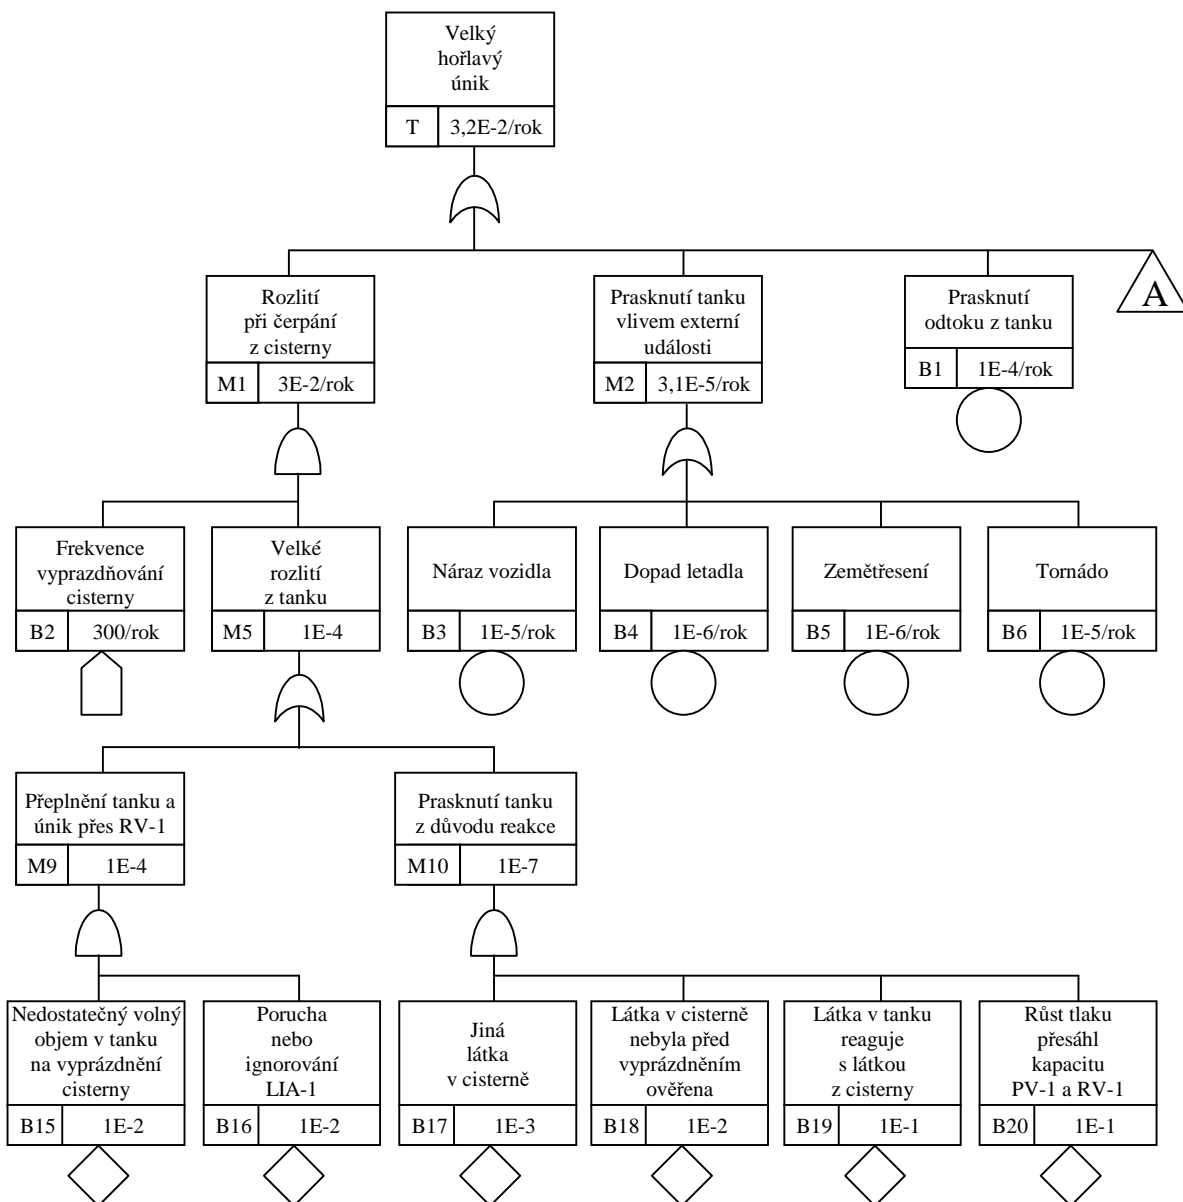 Velký
hořlavý
únik
T 3,2E-2/rok
Rozlití
při čerpání
z cisterny
M1 3E-2/rok
Prasknutí tanku
vlivem externí
události
M2 3,1E-5/rok
Prasknutí
odtoku z tanku
B1 1E-4/rok
A
Frekvence
vyprazdňování
cisterny
B2 300/rok
Velké
rozlití
z tanku
M5 1E-4
Náraz vozidla
B3 1E-5/rok
Dopad letadla
B4 1E-6/rok
Zemětřesení
B5 1E-6/rok
Tornádo
B6 1E-5/rok
Přeplnění tanku a
únik přes RV-1
M9 1E-4
Prasknutí tanku
z důvodu reakce
M10 1E-7
Nedostatečný volný
objem v tanku
na vyprázdnění
cisterny
B15 1E-2
Porucha
nebo
ignorování
LIA-1
B16 1E-2
Jiná
látka
v cisterně
B17 1E-3
Látka v cisterně
nebyla před
vyprázdněním
ověřena
B18 1E-2
Látka v tanku
reaguje
s látkou
z cisterny
B19 1E-1
Růst tlaku
přesáhl
kapacitu
PV-1 a RV-1
B20 1E-1